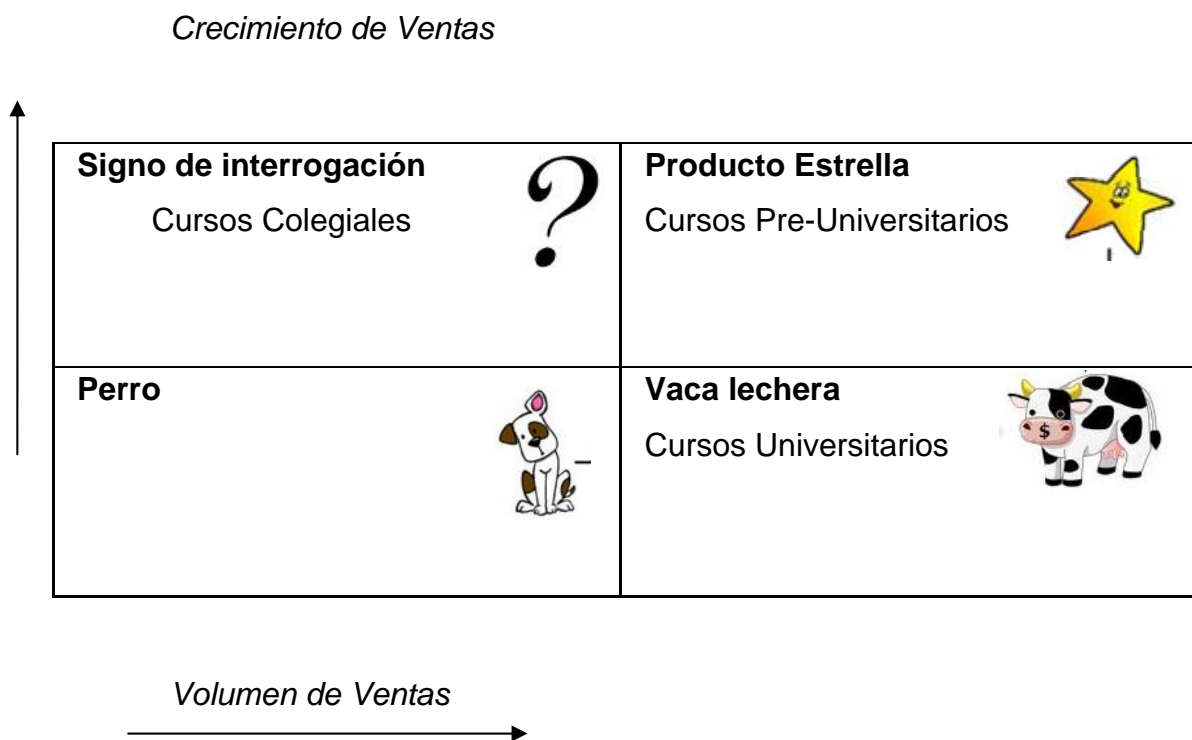 Crecimiento de Ventas
Signo de interrogación
Cursos Colegiales
?
Producto Estrella
Cursos Pre-Universitarios
Perro
Vaca lechera
Cursos Universitarios
$
Volumen de Ventas